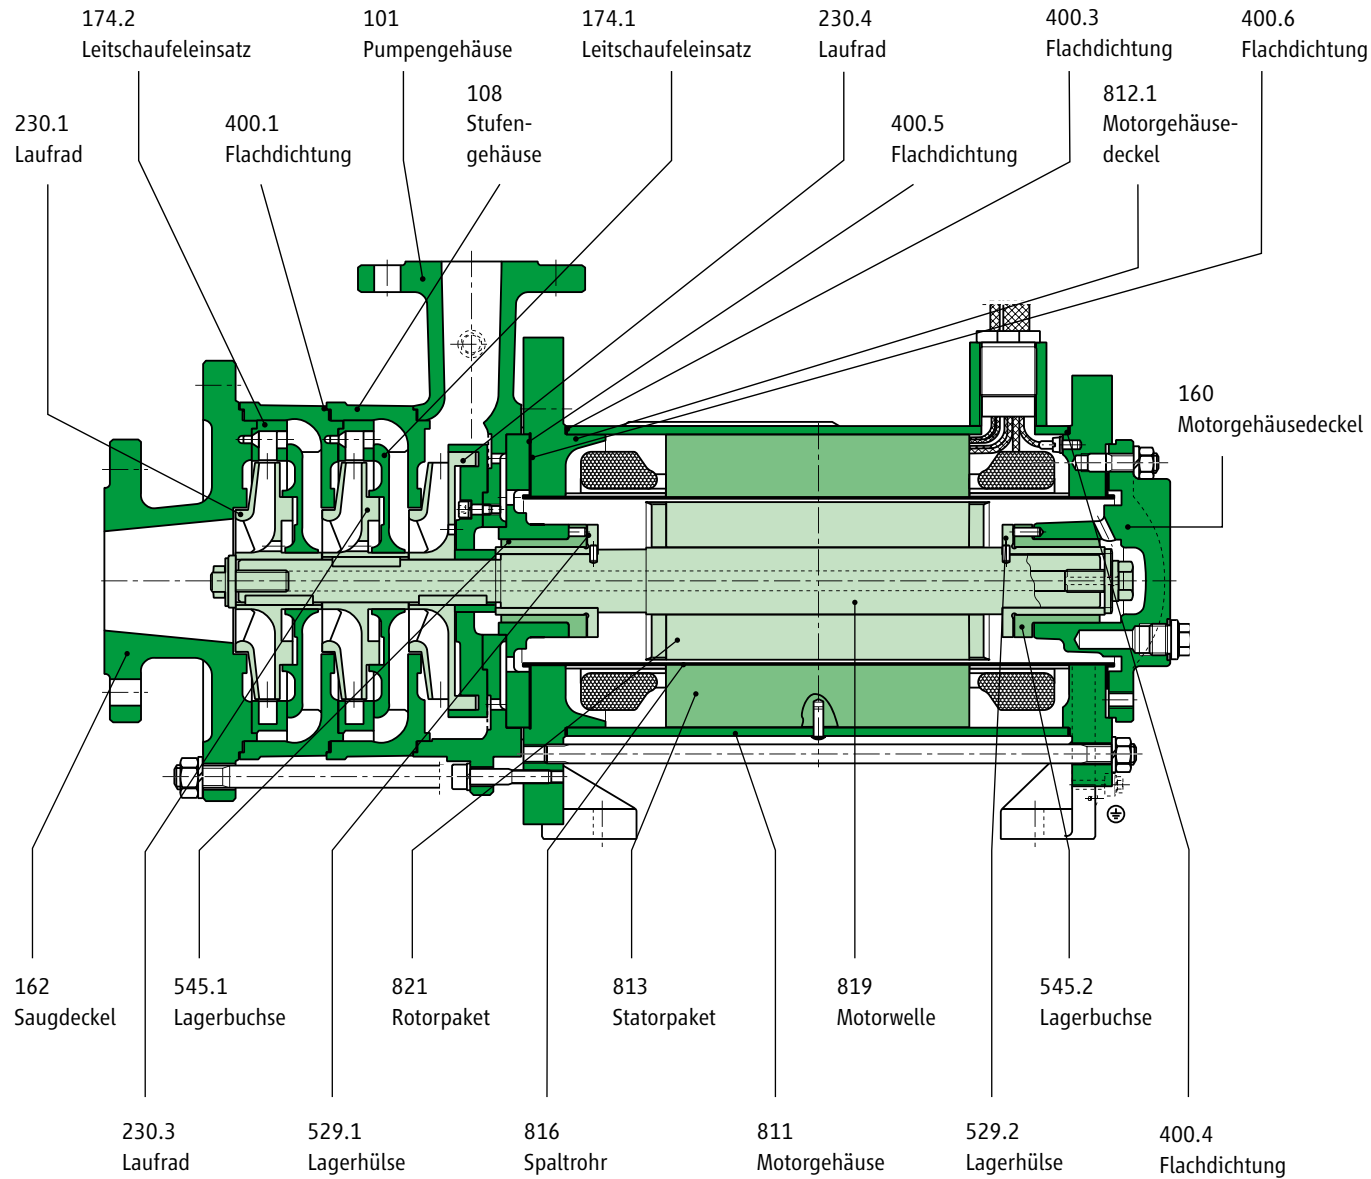 174.2
Leitschaufeleinsatz
101
Pumpengehäuse
174.1
Leitschaufeleinsatz
230.4
Laufrad
400.3
Flachdichtung
400.6
Flachdichtung
230.1
Laufrad
400.1
Flachdichtung
108
Stufen-
gehäuse
400.5
Flachdichtung
812.1
Motorgehäuse-
deckel
160
Motorgehäusedeckel
162
Saugdeckel
545.1
Lagerbuchse
821
Rotorpaket
813
Statorpaket
819
Motorwelle
545.2
Lagerbuchse
230.3
Laufrad
529.1
Lagerhülse
816
Spaltrohr
811
Motorgehäuse
529.2
Lagerhülse
400.4
Flachdichtung